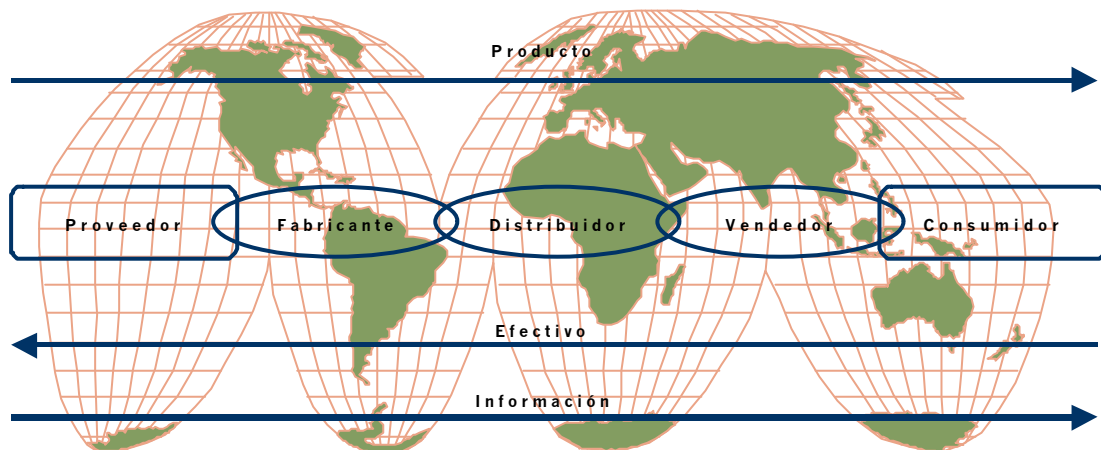 Producto
Proveedor Fabricante Distribuidor Vendedor Consumidor
Efectivo
Información